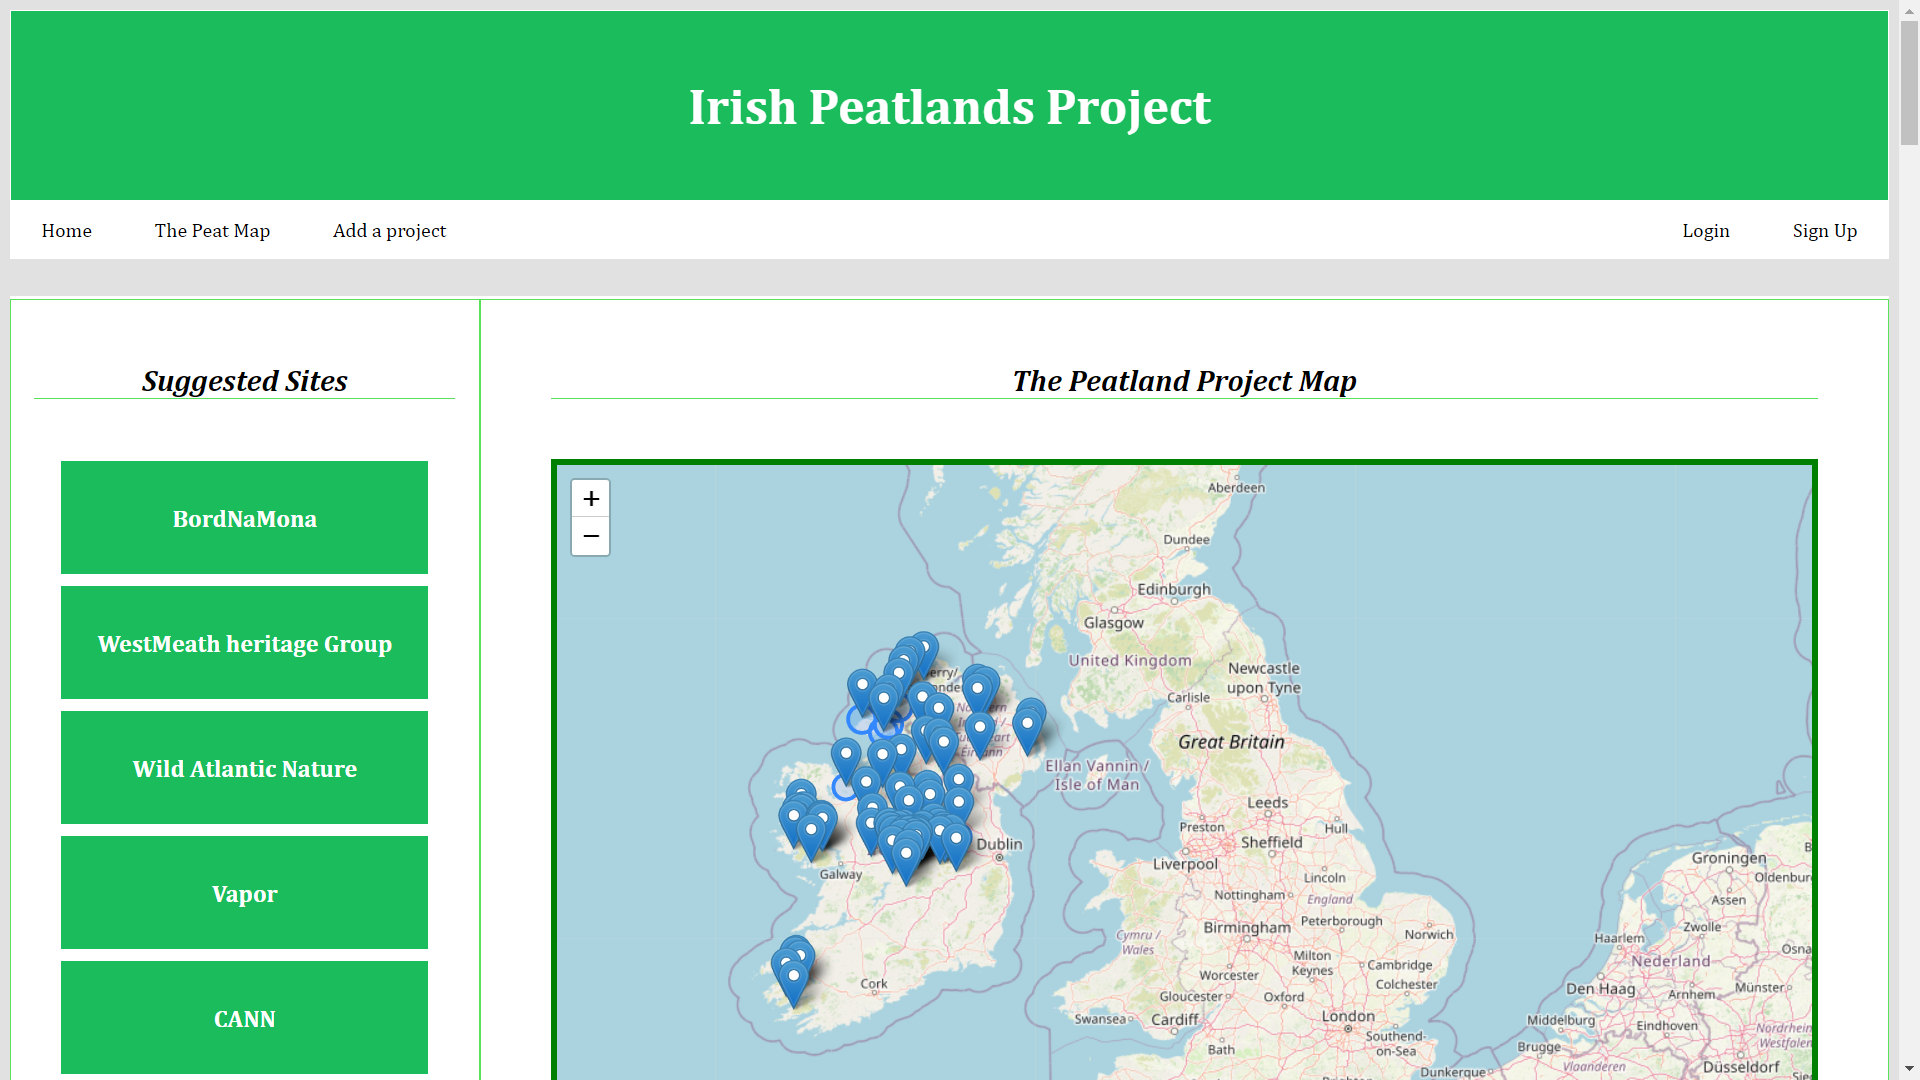 Irish Peatlands Project
Home
The Peat Map
Add a project
Login
Sign Up
Suggested Sites
BordNaMona
WestMeath heritage Group
Wild Atlantic Nature
Vapor
CANN
The Peatland Project Map
+
−
Aberdeen
Dundee
Edinburgh
Glasgow
United Kingdom
Newcastle
upon Tyne
Carlisle
Great Britain
Ellan Vannin /
Isle of Man
Leeds
Preston
Hull
Sheffield
Liverpool
Dublin
Galway
Lincoln
Nottingham
England
Peterborough
Birmingham
Norwich
Cymru /
Wales
Milton
Keynes
Cambridge
Worcester
Colchester
Cork
Gloucester
Oxford
London
Swansea
Cardiff
Southend-
on-Sea
Bath
Dunkerque
Groningen
Assen
Zwolle
Haarlem
Nederland
Den Haag
Arnhem
Münster
Middelburg
Eindhoven
Brugge
Vlaanderen
Düsseldorf